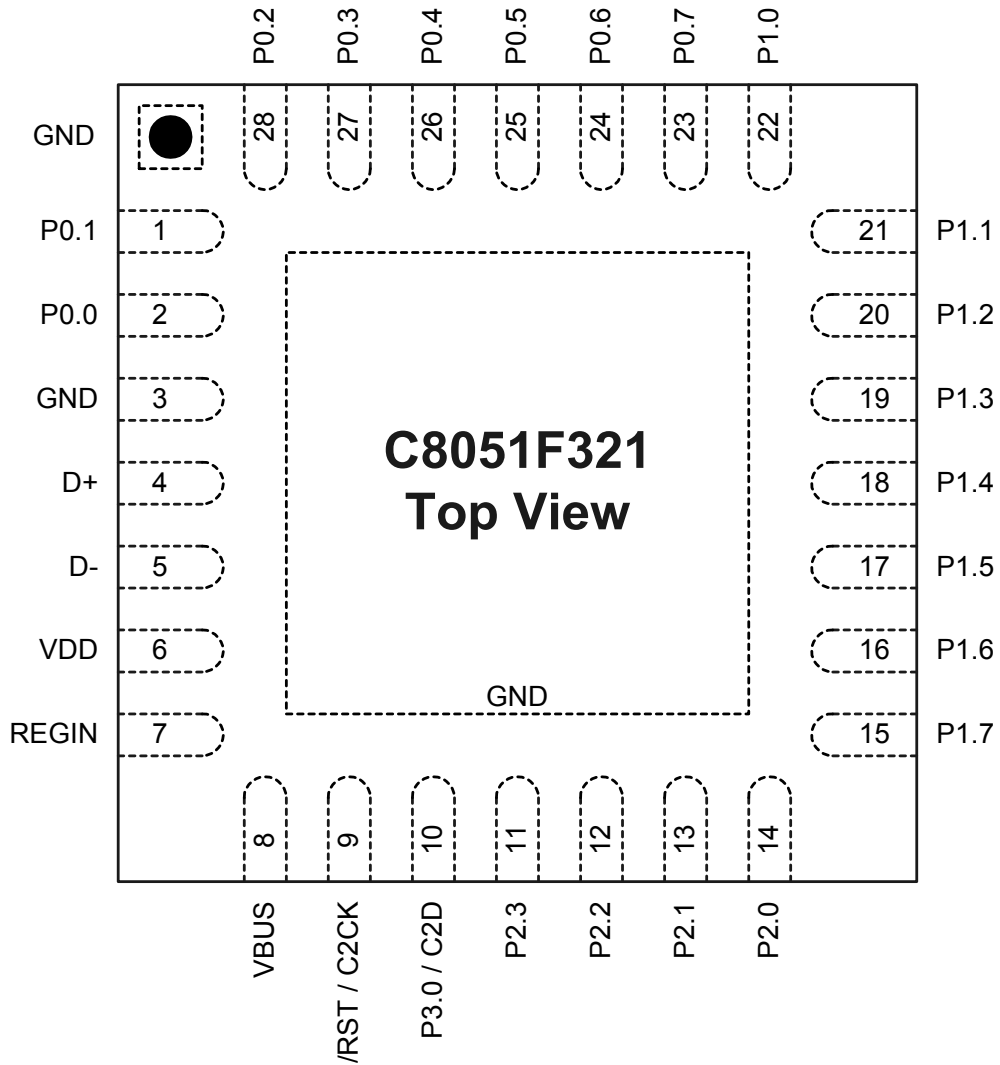 P0.2
P0.3
P0.4
P0.5
P0.6
P0.7
P1.0
28
27
26
25
24
23
22
GND
P0.1
1
21
P1.1
P0.0
2
20
P1.2
GND
3
19
P1.3
C8051F321
Top View
D+
4
18
P1.4
D-
5
17
P1.5
VDD
6
16
P1.6
GND
REGIN
7
15
P1.7
8
9
10
11
12
13
14
VBUS
/RST / C2CK
P3.0 / C2D
P2.3
P2.2
P2.1
P2.0